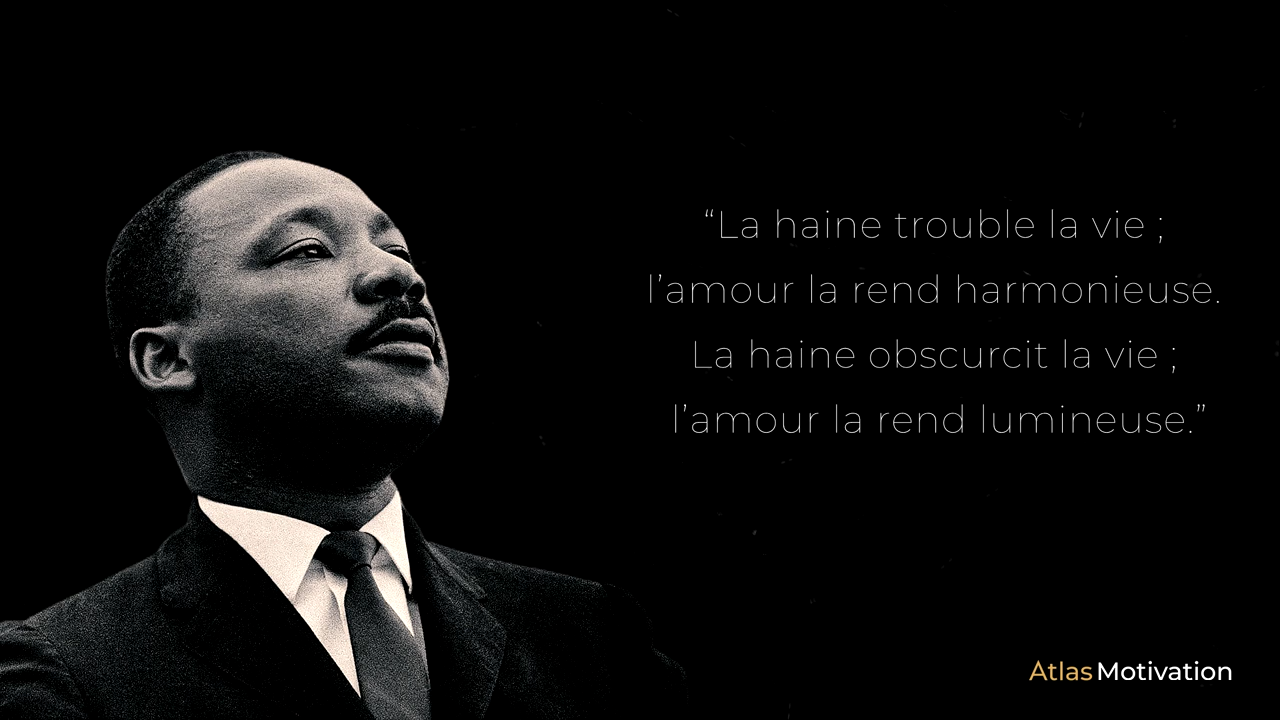 “La haine trouble la vie ;
l’amour la rend harmonieuse.
La haine obscurcit la vie ;
l’amour la rend lumineuse.”
AtlasMotivation